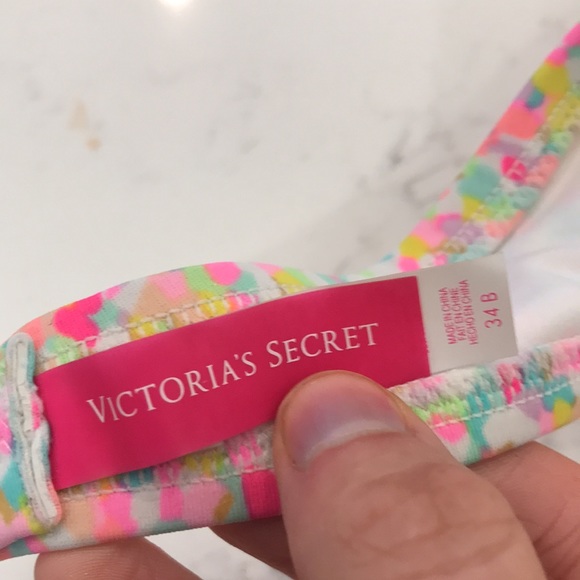 VICTORIA'S SECRET
MADE IN CHINA
FAIT EN CHINE
HECHO EN CHINA
34 B